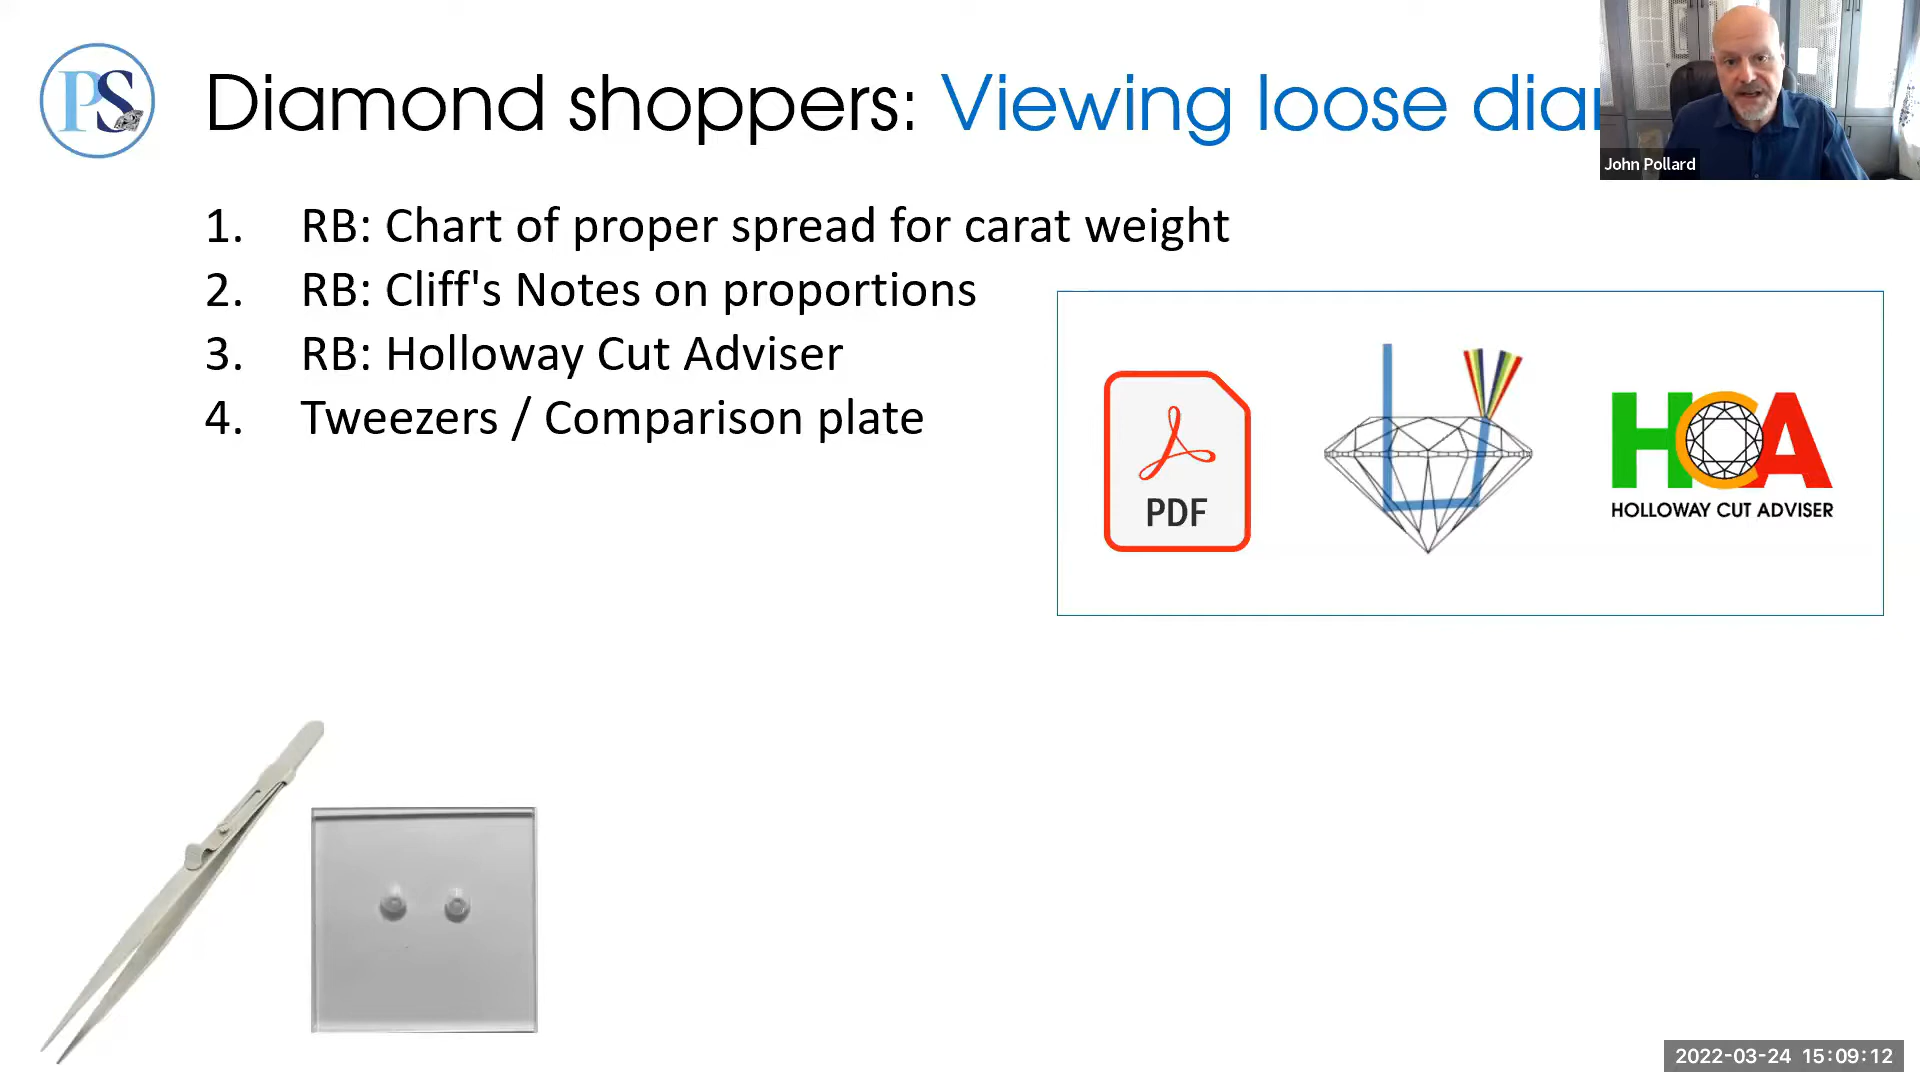 PS
Diamond shoppers: Viewing loose diar
John Pollard
1. RB: Chart of proper spread for carat weight
2. RB: Cliff's Notes on proportions
3. RB: Holloway Cut Adviser
4. Tweezers / Comparison plate
PDF
HCA
HOLLOWAY CUT ADVISER
2022-03-24 15:09:12